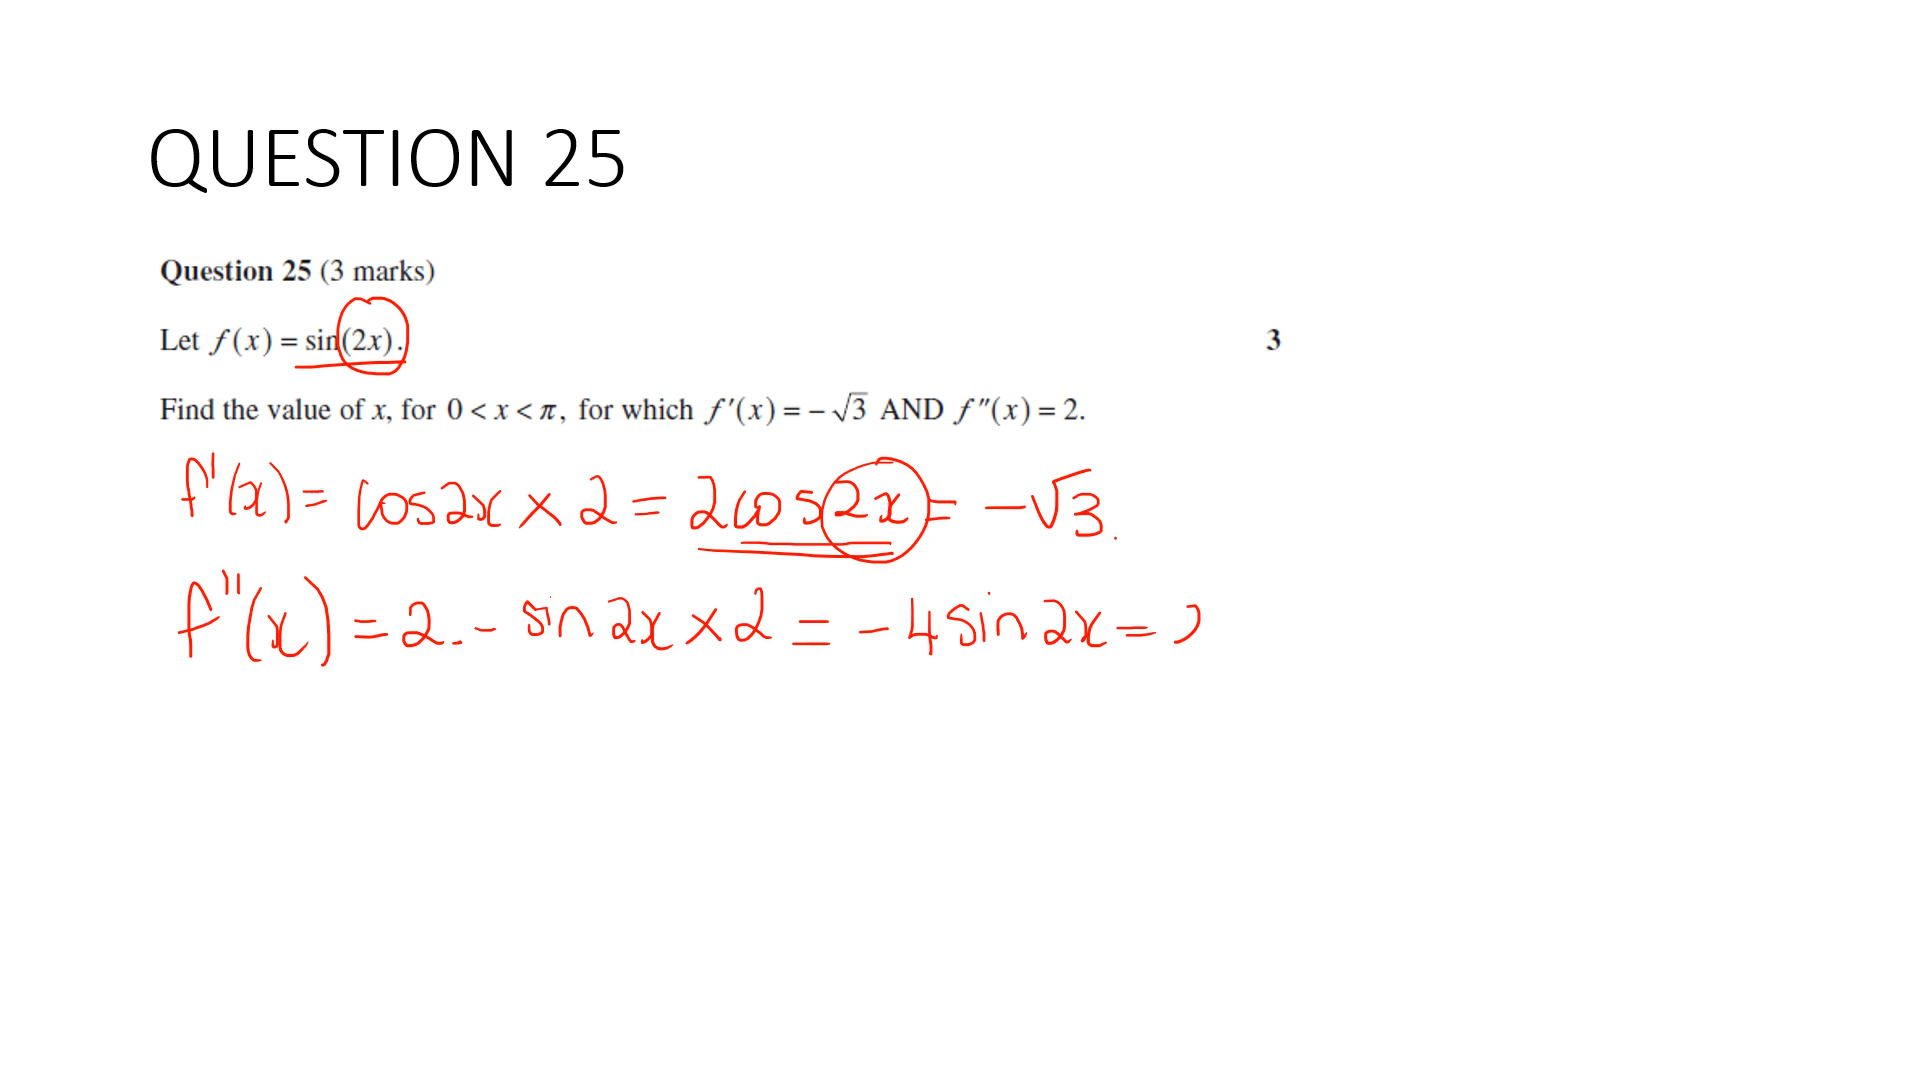 QUESTION 25
Question 25 (3 marks)
Let f(x) = sin(2x). 3
Find the value of x, for 0 < x < π, for which f′(x) = − √3 AND f″(x) = 2.
f'(x) = cos2x × 2 = 2cos2x = −√3.
f''(x) = 2.- sin2x × 2 = -4sin2x =